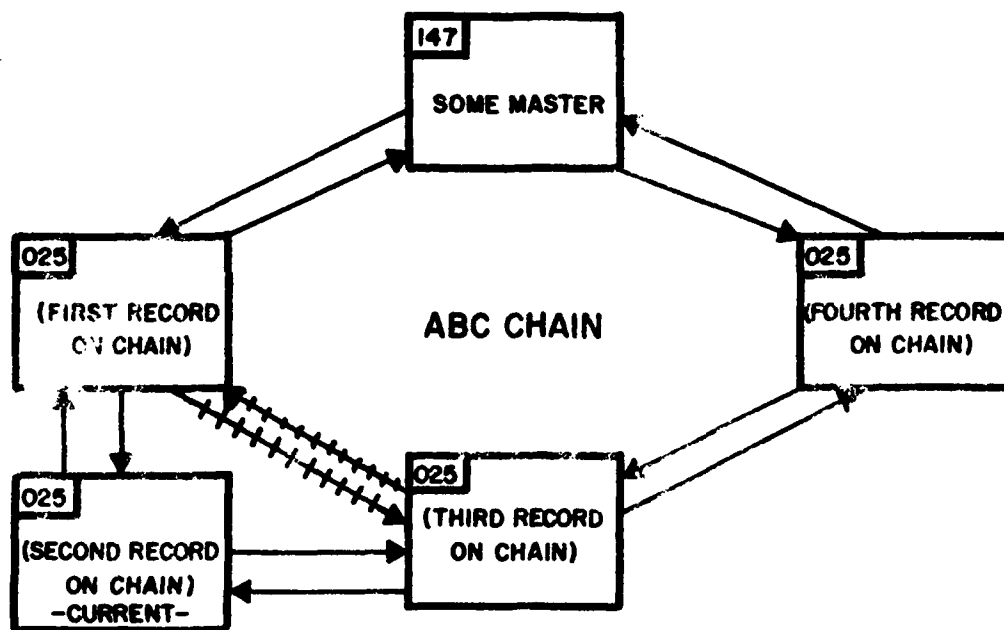 147
SOME MASTER
025
(FIRST RECORD
ON CHAIN)
ABC CHAIN
025
(FOURTH RECORD
ON CHAIN)
025
(SECOND RECORD
ON CHAIN)
-CURRENT-
025
(THIRD RECORD
ON CHAIN)